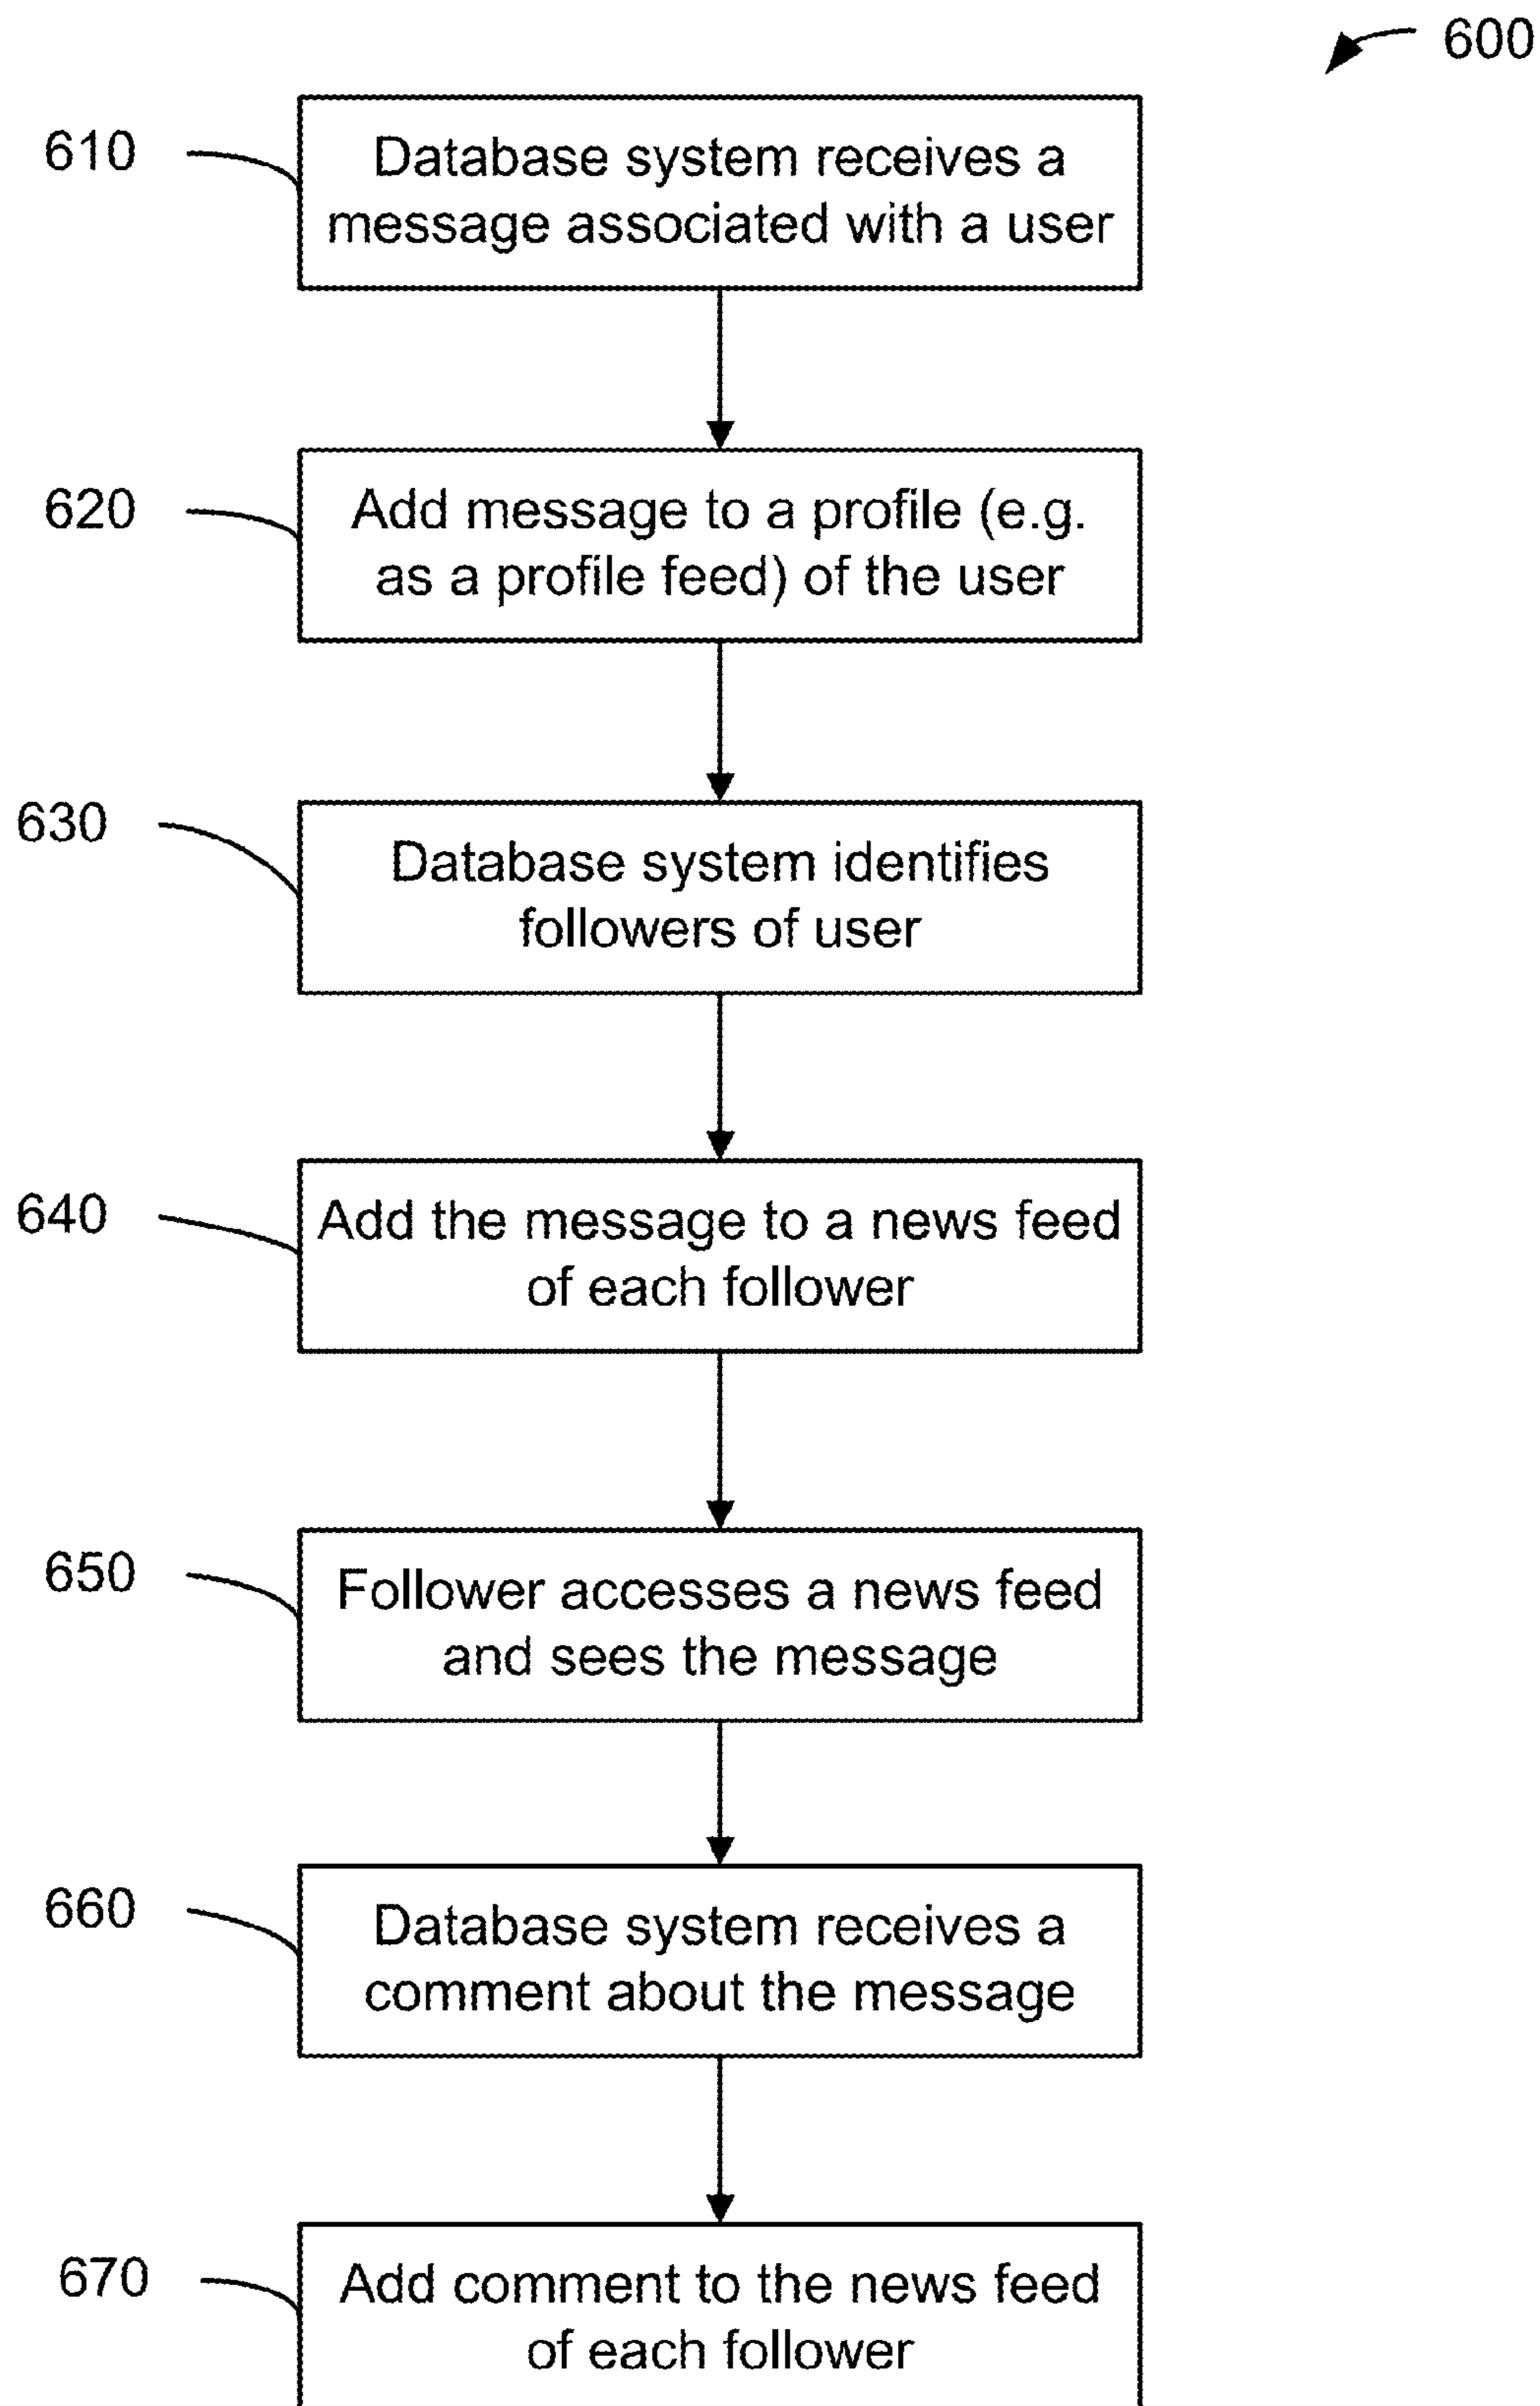 600
610
Database system receives a
message associated with a user
620
Add message to a profile (e.g.
as a profile feed) of the user
630
Database system identifies
followers of user
640
Add the message to a news feed
of each follower
650
Follower accesses a news feed
and sees the message
660
Database system receives a
comment about the message
670
Add comment to the news feed
of each follower